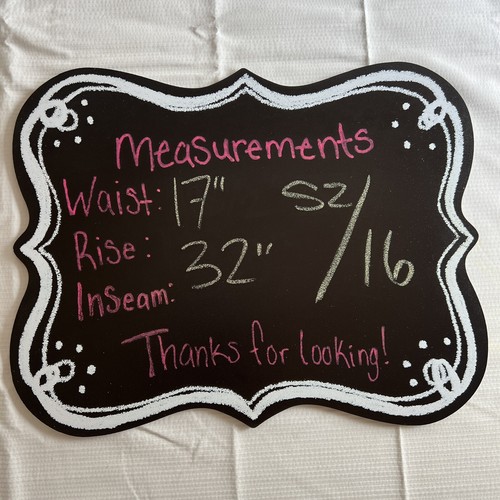 Measurements
Waist: 17" SZ/16
Rise:
Inseam: 32"
Thanks for looking!